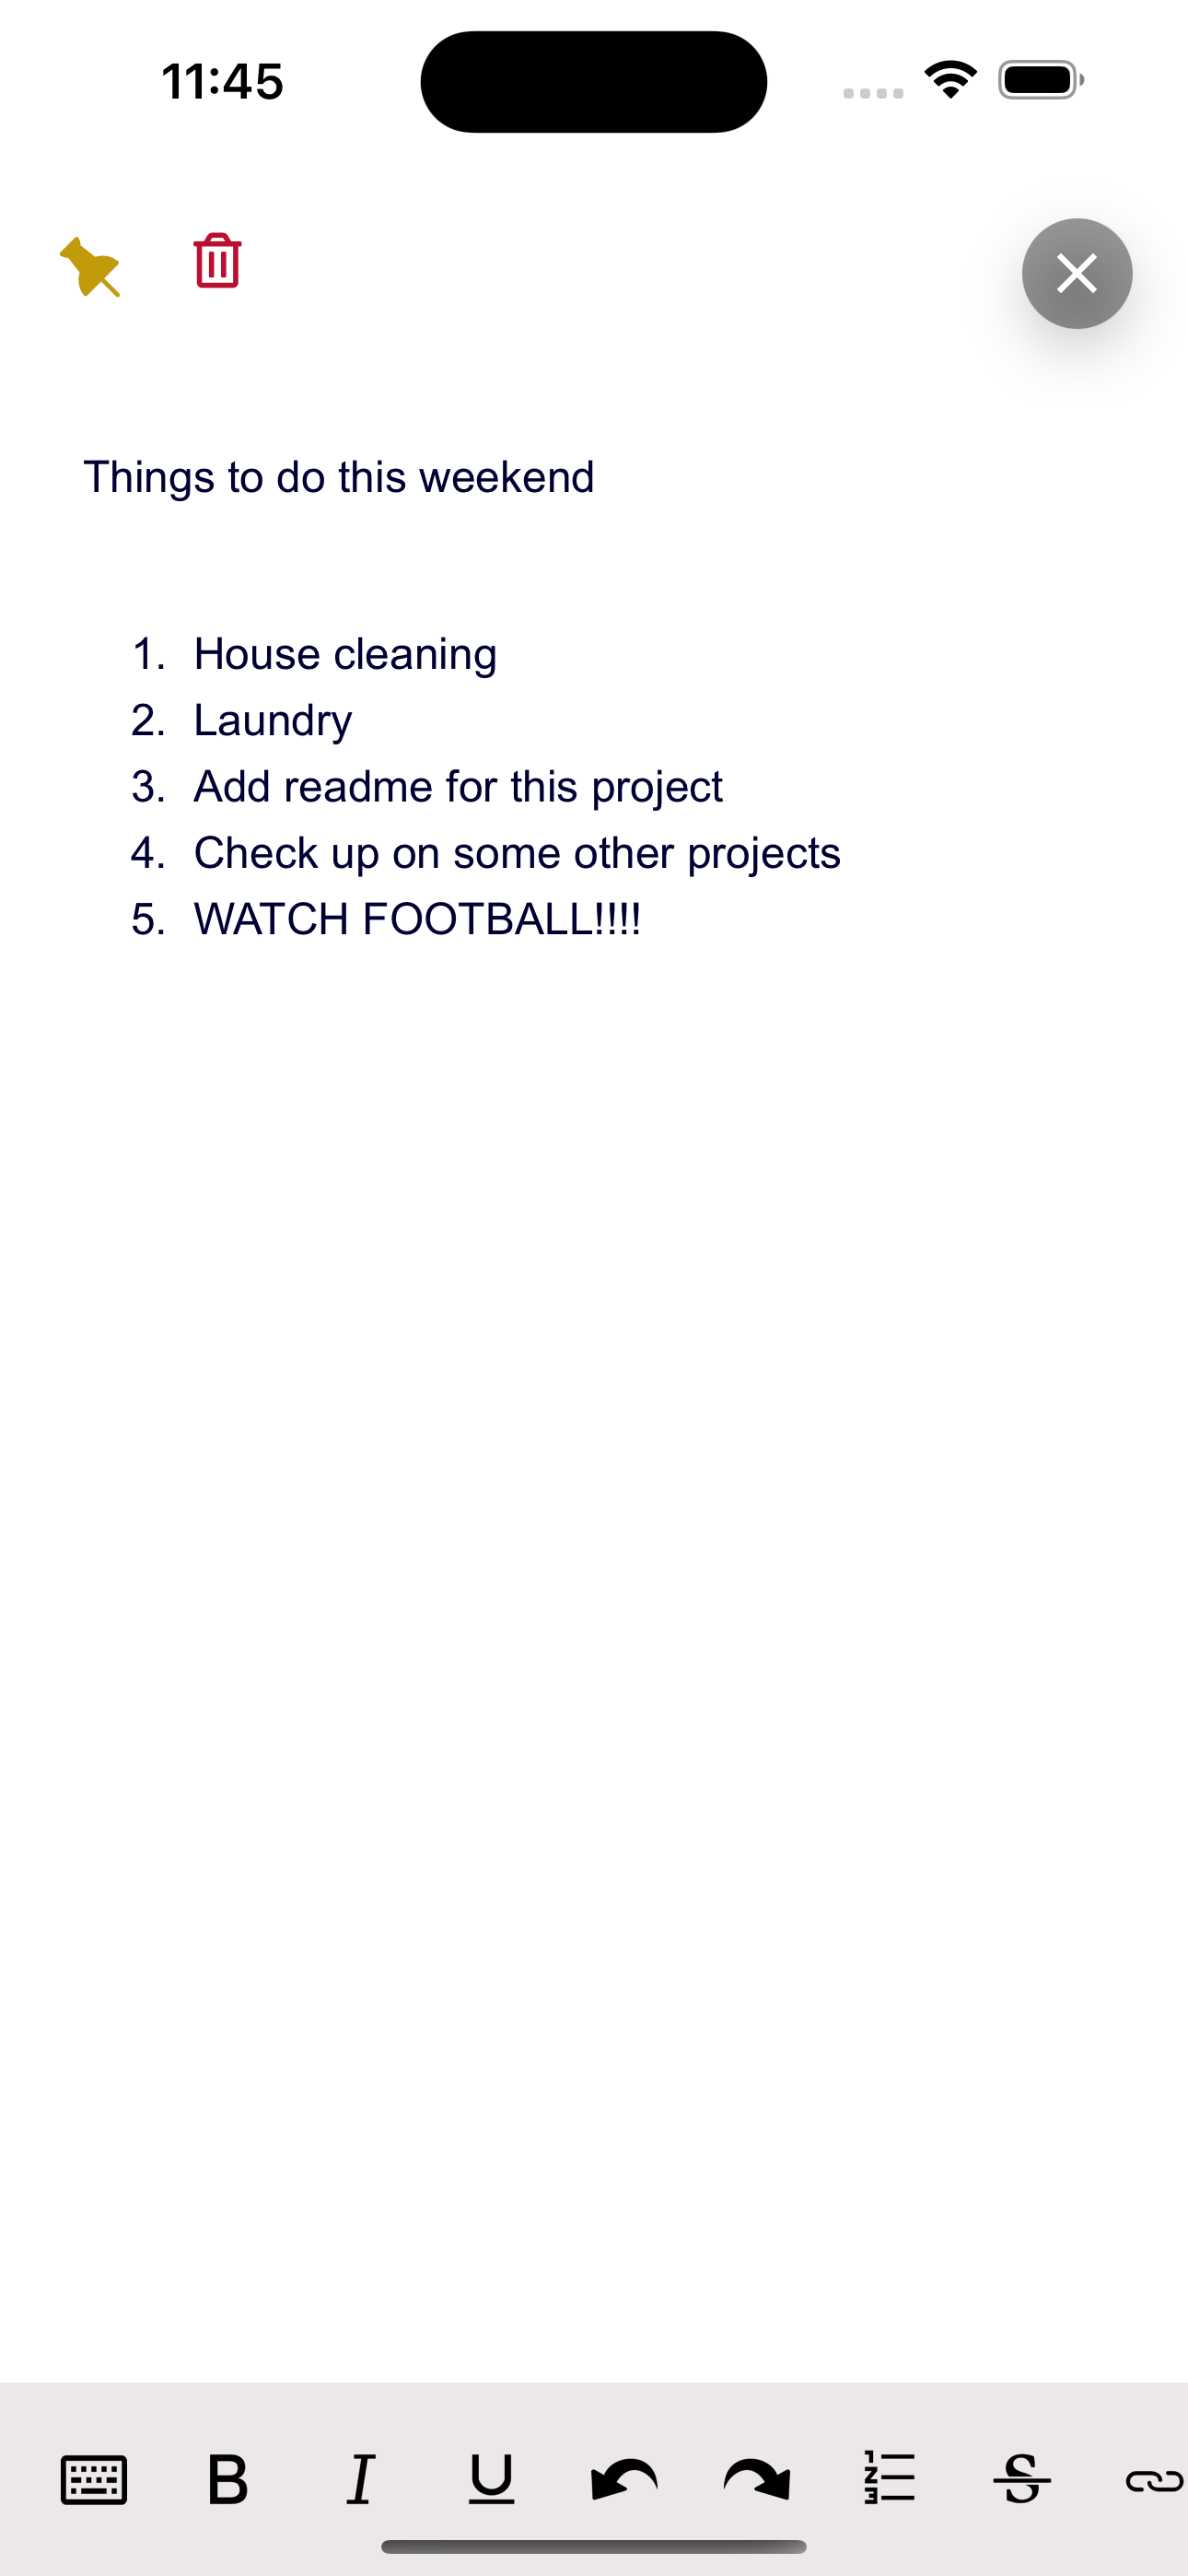 11:45
Things to do this weekend
1. House cleaning
2. Laundry
3. Add readme for this project
4. Check up on some other projects
5. WATCH FOOTBALL!!!!
B I U S